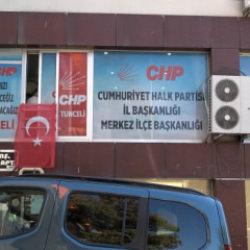 CHP
CUMHURİYET HALK PARTİSİ
İL BAŞKANLIĞI
MERKEZ İLÇE BAŞKANLIĞI
CHP
TUNCELİ